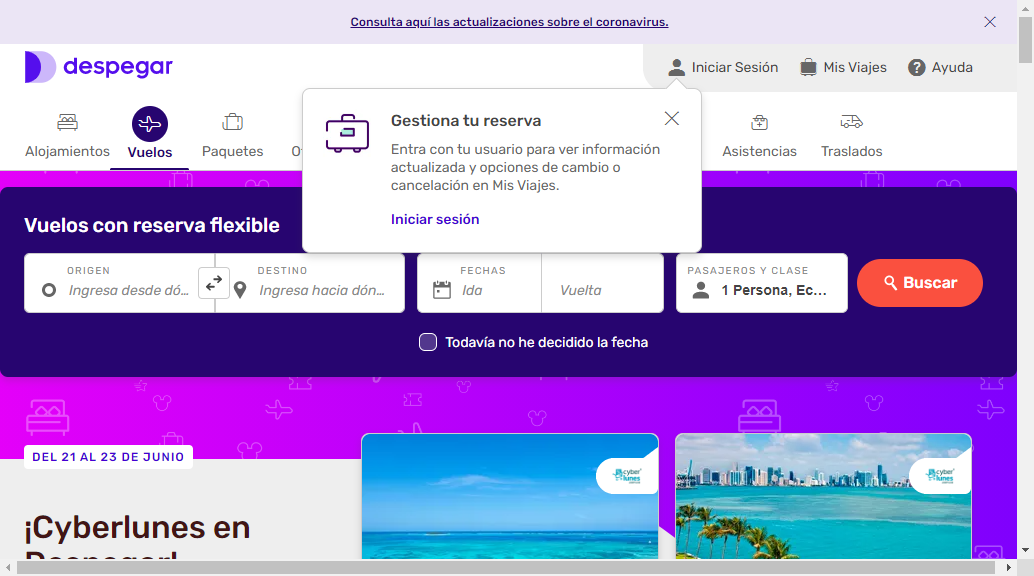 Consulta aquí las actualizaciones sobre el coronavirus.
despegar
Iniciar Sesión
Mis Viajes
Ayuda
Alojamientos
Vuelos
Paquetes
Asistencias
Traslados
Gestiona tu reserva
Entra con tu usuario para ver información
actualizada y opciones de cambio o
cancelación en Mis Viajes.
Iniciar sesión
Vuelos con reserva flexible
ORIGEN
Ingresa desde dó...
DESTINO
Ingresa hacia dón...
FECHAS
Ida
Vuelta
PASAJEROS Y CLASE
1 Persona, Ec...
Buscar
Todavía no he decidido la fecha
DEL 21 AL 23 DE JUNIO
¡Cyberlunes en
Despegar!
cyber
lunes
cyber
lunes